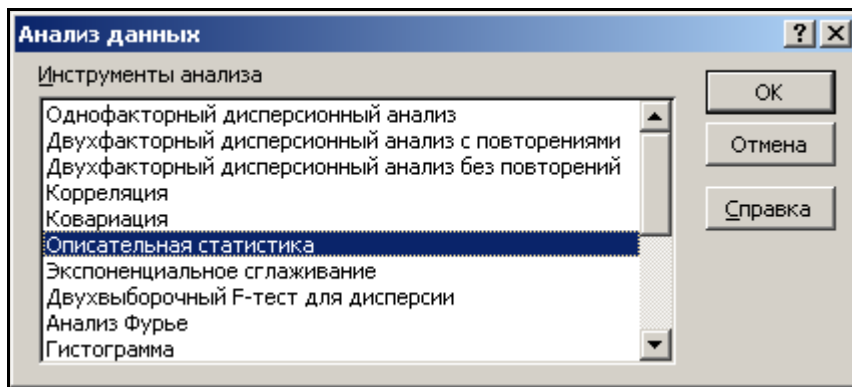 Анализ данных
Инструменты анализа
Однофакторный дисперсионный анализ
Двухфакторный дисперсионный анализ с повторениями
Двухфакторный дисперсионный анализ без повторений
Корреляция
Ковариация
Описательная статистика
Экспоненциальное сглаживание
Двухвыборочный F-тест для дисперсии
Анализ Фурье
Гистограмма
OK
Отмена
Справка